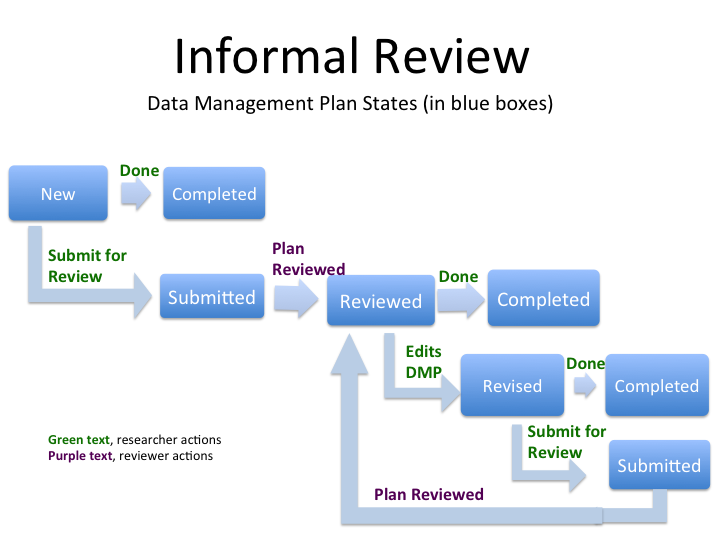 Informal Review
Data Management Plan States (in blue boxes)
Done
New
Completed
Submit for
Review
Plan
Reviewed
Submitted
Reviewed
Done
Completed
Edits
DMP
Revised
Done
Completed
Submit for
Review
Submitted
Green text, researcher actions
Purple text, reviewer actions
Plan Reviewed